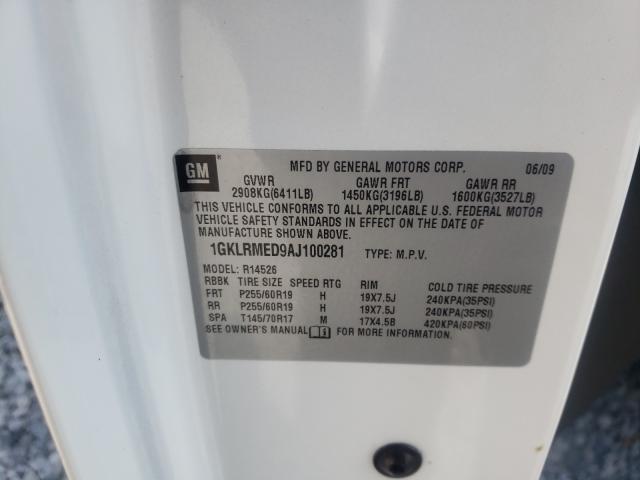 GM ®
MFD BY GENERAL MOTORS CORP. 06/09
GVWR GAWR FRT GAWR RR
2908KG(6411LB) 1450KG(3196LB) 1600KG(3527LB)
THIS VEHICLE CONFORMS TO ALL APPLICABLE U.S. FEDERAL MOTOR
VEHICLE SAFETY STANDARDS IN EFFECT ON THE DATE OF
MANUFACTURE SHOWN ABOVE.
1GKLRMED9AJ100281 TYPE: M.P.V.
MODEL: R14526
RBBK TIRE SIZE SPEED RTG RIM COLD TIRE PRESSURE
FRT P255/60R19 H 19X7.5J 240KPA(35PSI)
RR P255/60R19 H 19X7.5J 240KPA(35PSI)
SPA T145/70R17 M 17X4.5B 420KPA(60PSI)
SEE OWNER'S MANUAL FOR MORE INFORMATION.